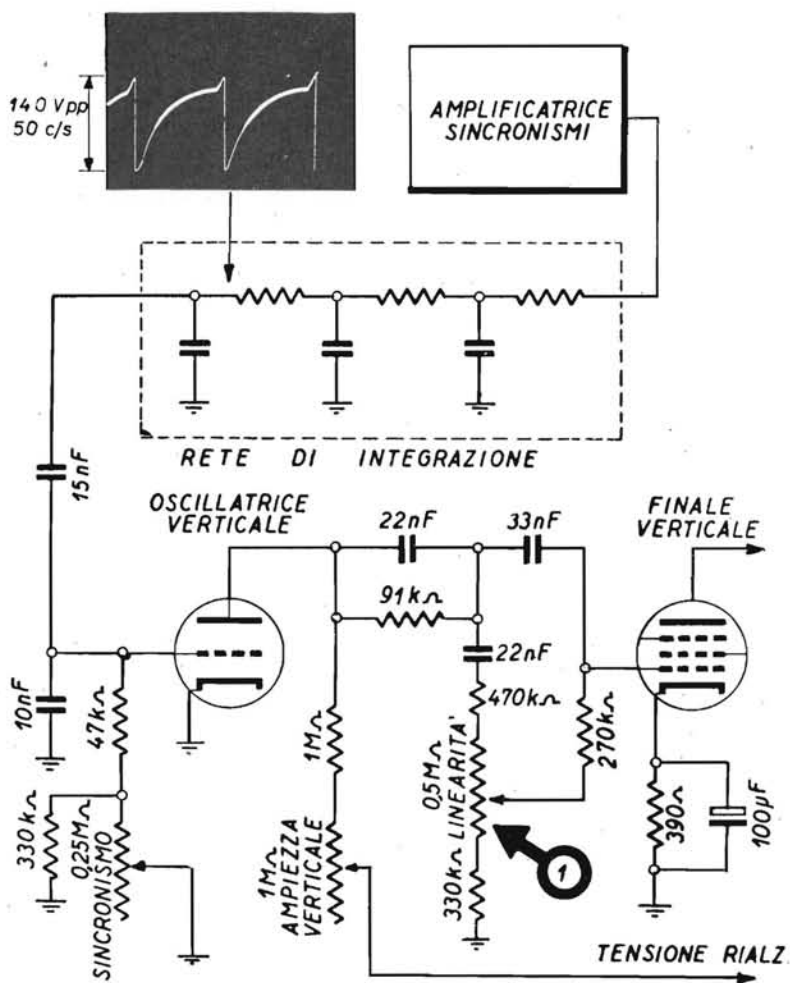 140 Vpp
50 c/s
AMPLIFICATRICE
SINCRONISMI
RETE DI INTEGRAZIONE
15nF
OSCILLATRICE
VERTICALE
22nF
33nF
FINALE
VERTICALE
91kΩ
22nF
10nF
47kΩ
1MΩ
470kΩ
270kΩ
0,5MΩ
LINEARITÀ'
390Ω
100µF
330kΩ
0,25MΩ
SINCRONISMO
1MΩ
AMPIEZZA
VERTICALE
330kΩ
1
TENSIONE RIALZ.